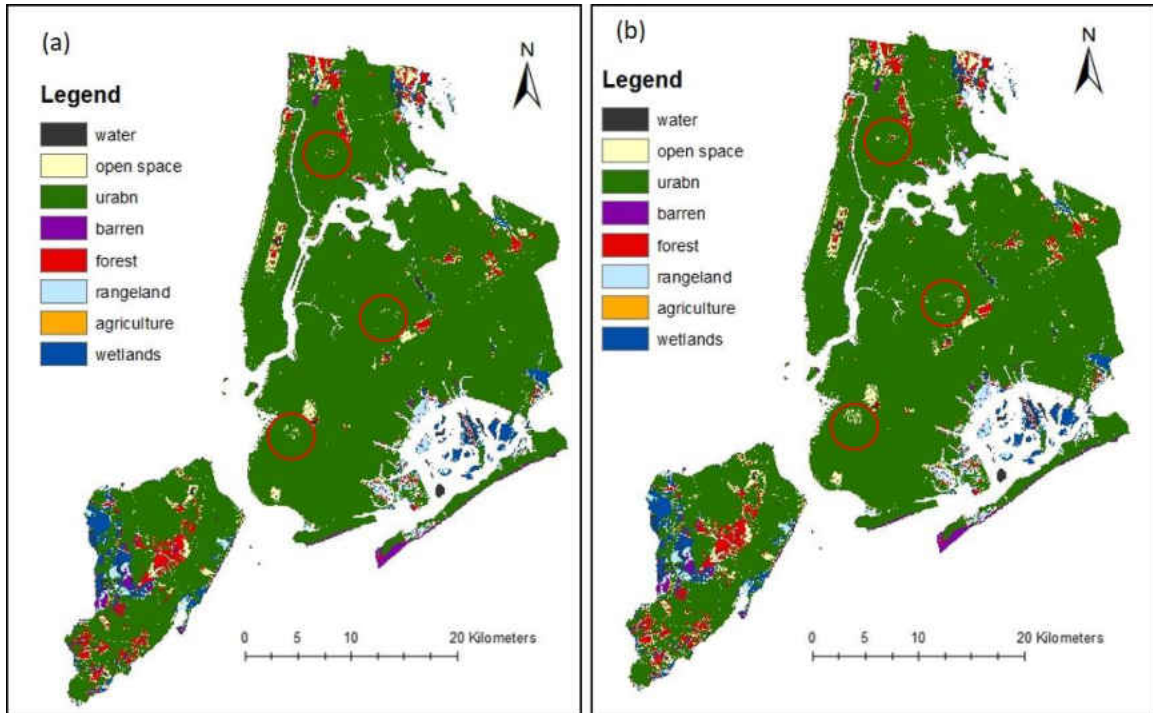 (a)
N
Legend
water
open space
urabn
barren
forest
rangeland
agriculture
wetlands
0 5 10 20 Kilometers
(b)
N
Legend
water
open space
urabn
barren
forest
rangeland
agriculture
wetlands
0 5 10 20 Kilometers